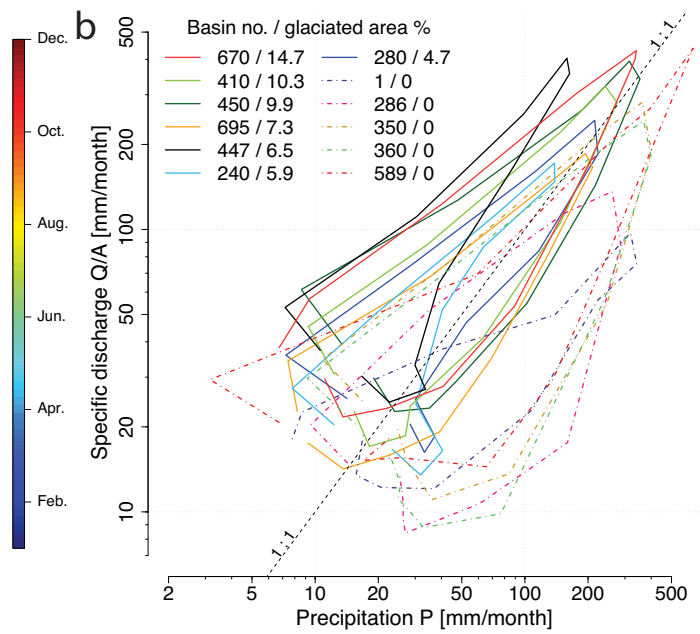 b
Dec.
Oct.
Aug.
Jun.
Apr.
Feb.
Specific discharge Q/A [mm/month]
500
200
100
50
20
10
Basin no. / glaciated area %
670 / 14.7
410 / 10.3
450 / 9.9
695 / 7.3
447 / 6.5
240 / 5.9
280 / 4.7
1 / 0
286 / 0
350 / 0
360 / 0
589 / 0
1 : 1
1 : 1
2
5
10
20
50
100
200
500
Precipitation P [mm/month]